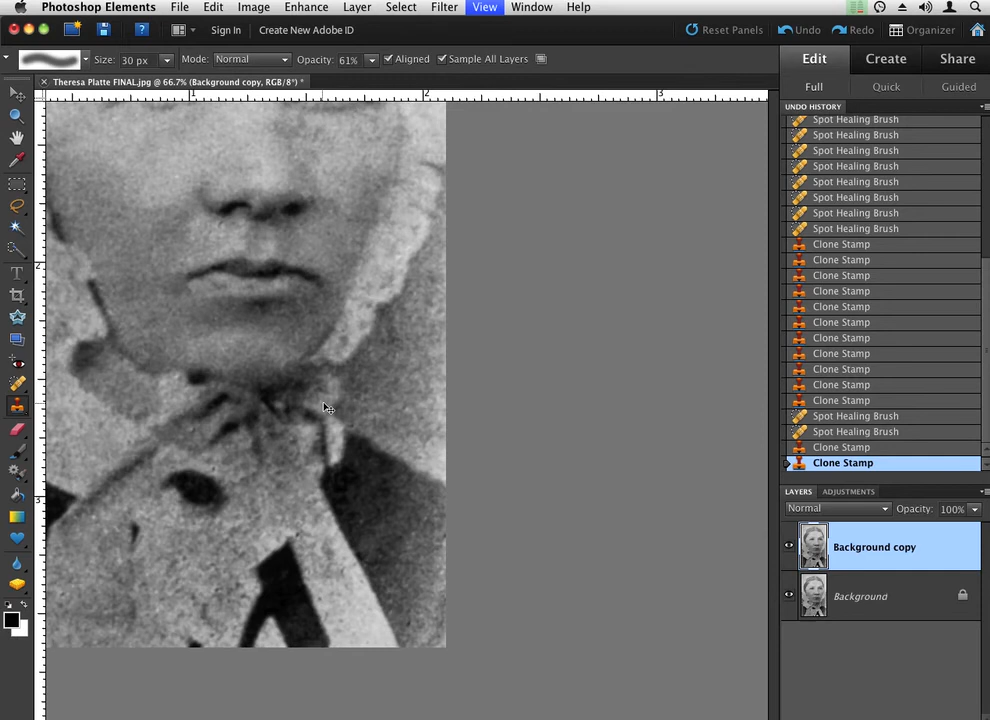 Photoshop Elements File Edit Image Enhance Layer Select Filter View Window Help
Sign In Create New Adobe ID Reset Panels Undo Redo Organizer
Size: 30 px Mode: Normal Opacity: 61% Aligned Sample All Layers
Edit Create Share
Theresa Platte FINAL.jpg @ 66.7% (Background copy, RGB/8*) *
Full Quick Guided
1 2 3
UNDO HISTORY
Spot Healing Brush
Spot Healing Brush
Spot Healing Brush
Spot Healing Brush
Spot Healing Brush
Spot Healing Brush
Spot Healing Brush
Spot Healing Brush
Clone Stamp
Clone Stamp
2
Clone Stamp
Clone Stamp
Clone Stamp
Clone Stamp
Clone Stamp
Clone Stamp
Clone Stamp
Clone Stamp
Clone Stamp
Spot Healing Brush
Spot Healing Brush
Clone Stamp
Clone Stamp
LAYERS ADJUSTMENTS
3
Normal Opacity: 100%
Background copy
Background